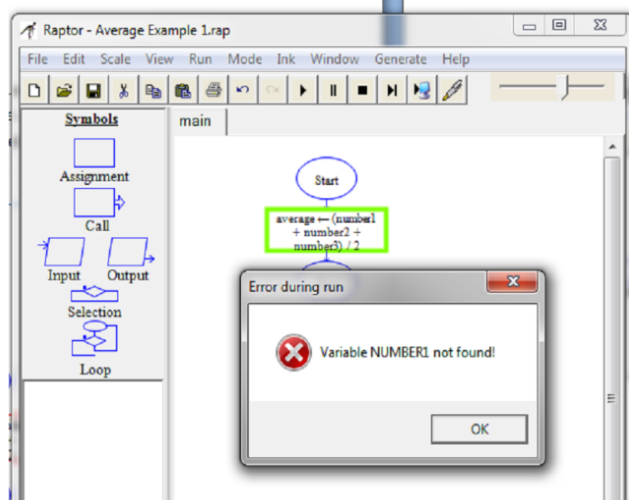 Raptor - Average Example 1.rap
File Edit Scale View Run Mode Ink Window Generate Help
Symbols
Assignment
Call
Input Output
Selection
Loop
main
Start
average ← (number1
+ number2 +
number3) / 2
Error during run
Variable NUMBER1 not found!
OK